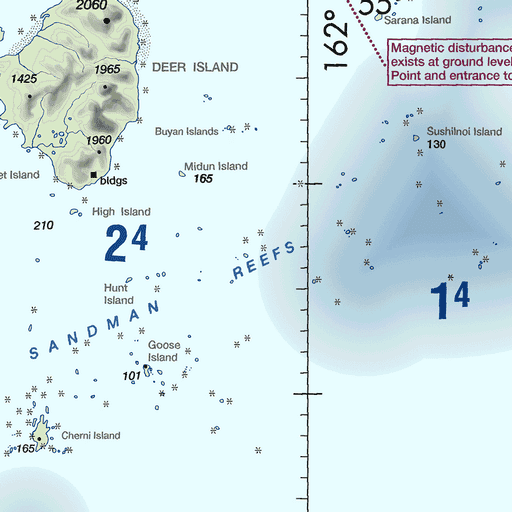 2060
55
Sarana Island
162°
Magnetic disturbance
exists at ground level
Point and entrance to
1425
1965
DEER ISLAND
Buyan Islands
Sushilnoi Island
130
1960
Midun Island
165
et Island
bldgs
High Island
210
24
REEFS
Hunt
Island
14
SANDMAN
Goose
Island
101
Cherni Island
165